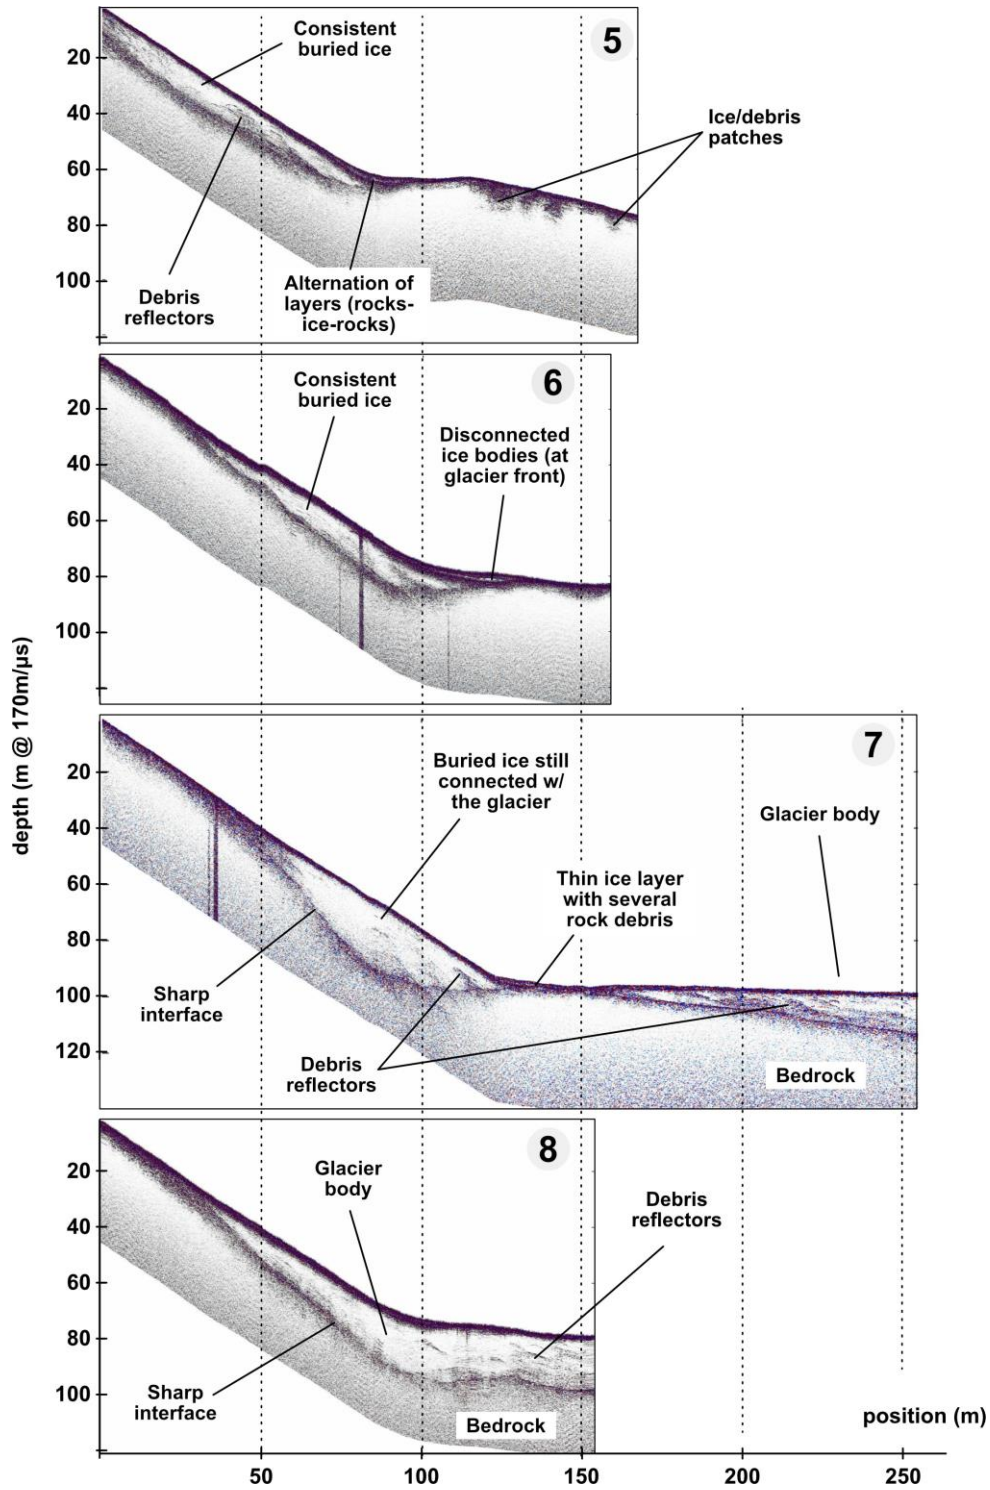 5
Consistent
buried ice
20
40
60
80
100
Ice/debris
patches
Debris
reflectors
Alternation of
layers (rocks-
ice-rocks)
6
Consistent
buried ice
Disconnected
ice bodies (at
glacier front)
20
40
60
80
100
depth (m @ 170m/µs)
7
Buried ice still
connected w/
the glacier
Glacier body
Thin ice layer
with several
rock debris
20
40
60
80
100
120
Sharp
interface
Debris
reflectors
Bedrock
8
Glacier
body
Debris
reflectors
20
40
60
80
100
Sharp
interface
Bedrock
position (m)
50
100
150
200
250